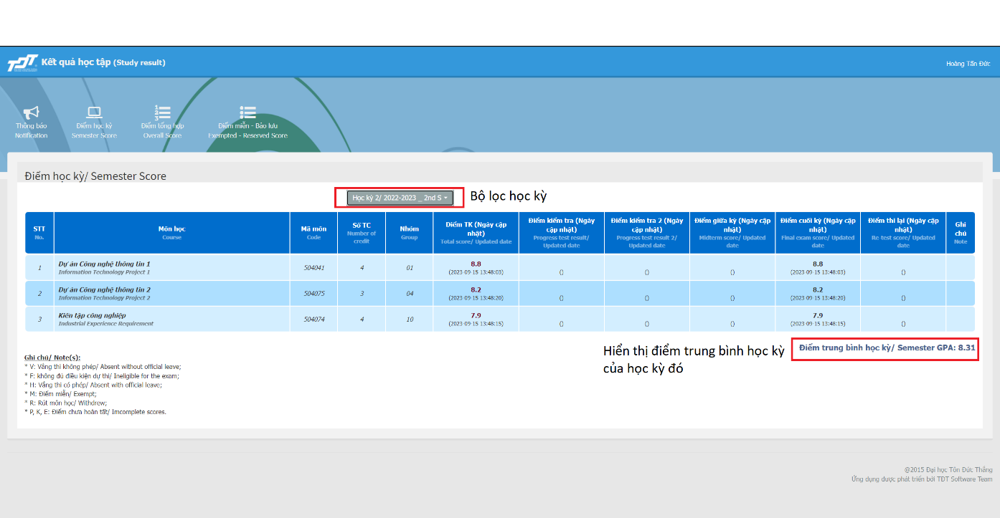 TDT Kết quả học tập (Study result)
Hoàng Tấn Đức
Thông báo
Notification
Điểm học kỳ
Semester Score
Điểm tổng hợp
Overall Score
Điểm miễn - Bảo lưu
Exempted - Reserved Score
Điểm học kỳ/ Semester Score
Học kỳ 2/ 2022-2023 _ 2nd S
Bộ lọc học kỳ
STT
No.
Môn học
Course
Mã môn
Code
Số TC
Number of
credit
Nhóm
Group
Điểm TK (Ngày cập
nhật)
Total score/ Updated date
Điểm kiểm tra (Ngày
cập nhật)
Progress test result/
Updated date
Điểm kiểm tra 2 (Ngày
cập nhật)
Progress test result 2/
Updated date
Điểm giữa kỳ (Ngày cập
nhật)
Midterm score/ Updated
date
Điểm cuối kỳ (Ngày cập
nhật)
Final exam score/ Updated
date
Điểm thi lại (Ngày cập
nhật)
Re-test score/ Updated
date
Ghi
chú
Note
1
Dự án Công nghệ thông tin 1
Information Technology Project 1
504041
4
01
8.8
(2023-09-15 13:48:03)
()
()
()
8.8
(2023-09-15 13:48:03)
()
2
Dự án Công nghệ thông tin 2
Information Technology Project 2
504075
3
04
8.2
(2023-09-15 13:48:20)
()
()
()
8.2
(2023-09-15 13:48:20)
()
3
Kiến tập công nghiệp
Industrial Experience Requirement
504074
4
10
7.9
(2023-09-15 13:48:15)
()
()
()
7.9
(2023-09-15 13:48:15)
()
Hiển thị điểm trung bình học kỳ
của học kỳ đó
Điểm trung bình học kỳ/ Semester GPA: 8.31
Ghi chú/ Note(s):
* V: Vắng thi không phép/ Absent without official leave;
* F: không đủ điều kiện dự thi/ Ineligible for the exam;
* H: Vắng thi có phép/ Absent with official leave;
* M: Điểm miễn/ Exempt;
* R: Rút môn học/ Withdrew;
* P, K, E: Điểm chưa hoàn tất/ Imcomplete scores.
@2015 Đại học Tôn Đức Thắng
Ứng dụng được phát triển bởi TĐT Software Team